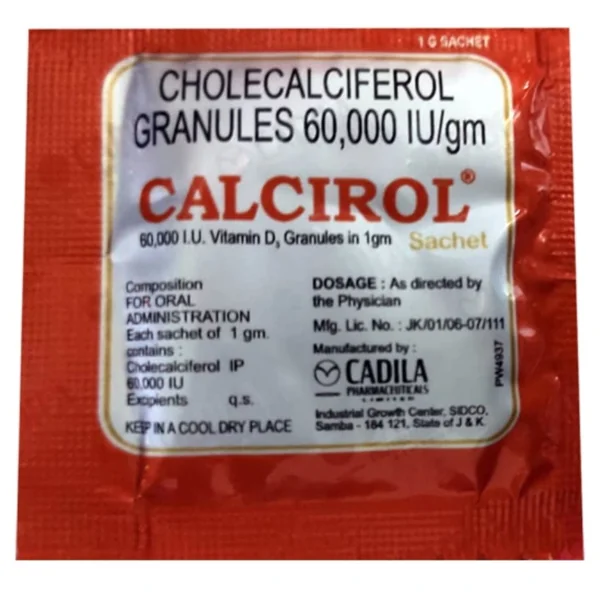 1 G SACHET
CHOLECALCIFEROL
GRANULES 60,000 IU/gm
CALCIROL®
60,000 I.U. Vitamin D₃ Granules in 1gm Sachet
Composition
FOR ORAL
ADMINISTRATION
Each sachet of 1 gm.
contains :
Cholecalciferol IP
60,000 IU
Excipients q.s.
KEEP IN A COOL DRY PLACE
DOSAGE : As directed by
the Physician
Mfg. Lic. No. : JK/01/06-07/111
Manufactured by :
CADILA
PHARMACEUTICALS
LIMITED
Industrial Growth Center, SIDCO,
Samba - 184 121, State of J & K.
PW4937